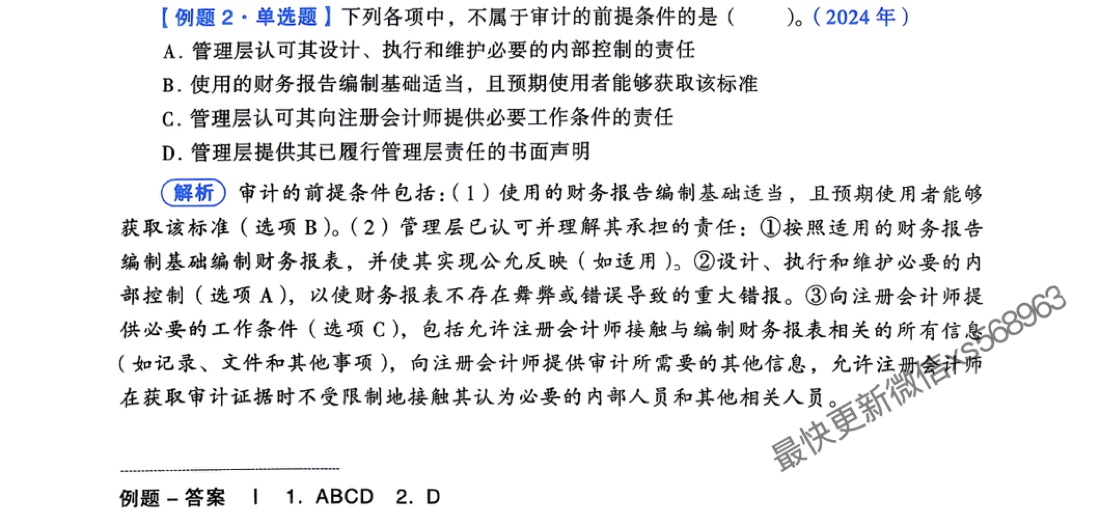 【例题2·单选题】下列各项中，不属于审计的前提条件的是（　　）。（2024年）
A. 管理层认可其设计、执行和维护必要的内部控制的责任
B. 使用的财务报告编制基础适当，且预期使用者能够获取该标准
C. 管理层认可其向注册会计师提供必要工作条件的责任
D. 管理层提供其已履行管理层责任的书面声明
解析 审计的前提条件包括：（1）使用的财务报告编制基础适当，且预期使用者能够
获取该标准（选项B）。（2）管理层已认可并理解其承担的责任：①按照适用的财务报告
编制基础编制财务报表，并使其实现公允反映（如适用）。②设计、执行和维护必要的内
部控制（选项A），以使财务报表不存在舞弊或错误导致的重大错报。③向注册会计师提
供必要的工作条件（选项C），包括允许注册会计师接触与编制财务报表相关的所有信息
（如记录、文件和其他事项），向注册会计师提供审计所需要的其他信息，允许注册会计师
在获取审计证据时不受限制地接触其认为必要的内部人员和其他相关人员。
最快更新微信xs568963
例题－答案 | 1. ABCD 2. D